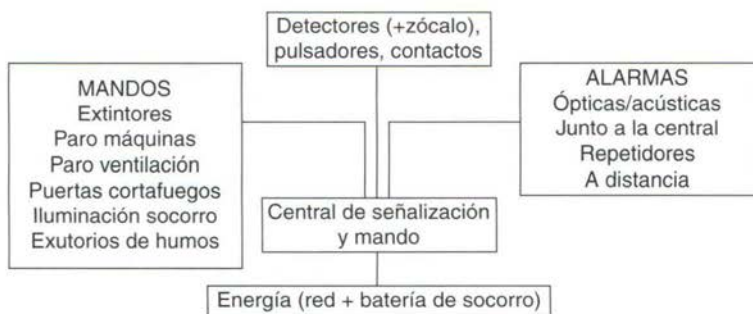 Detectores (+zócalo),
pulsadores, contactos
MANDOS
Extintores
Paro máquinas
Paro ventilación
Puertas cortafuegos
Iluminación socorro
Exutorios de humos
ALARMAS
Ópticas/acústicas
Junto a la central
Repetidores
A distancia
Central de señalización
y mando
Energía (red + batería de socorro)